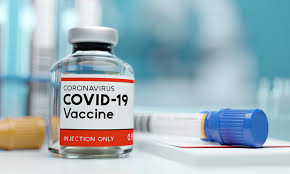 CORONAVIRUS
COVID-19
Vaccine
INJECTION ONLY